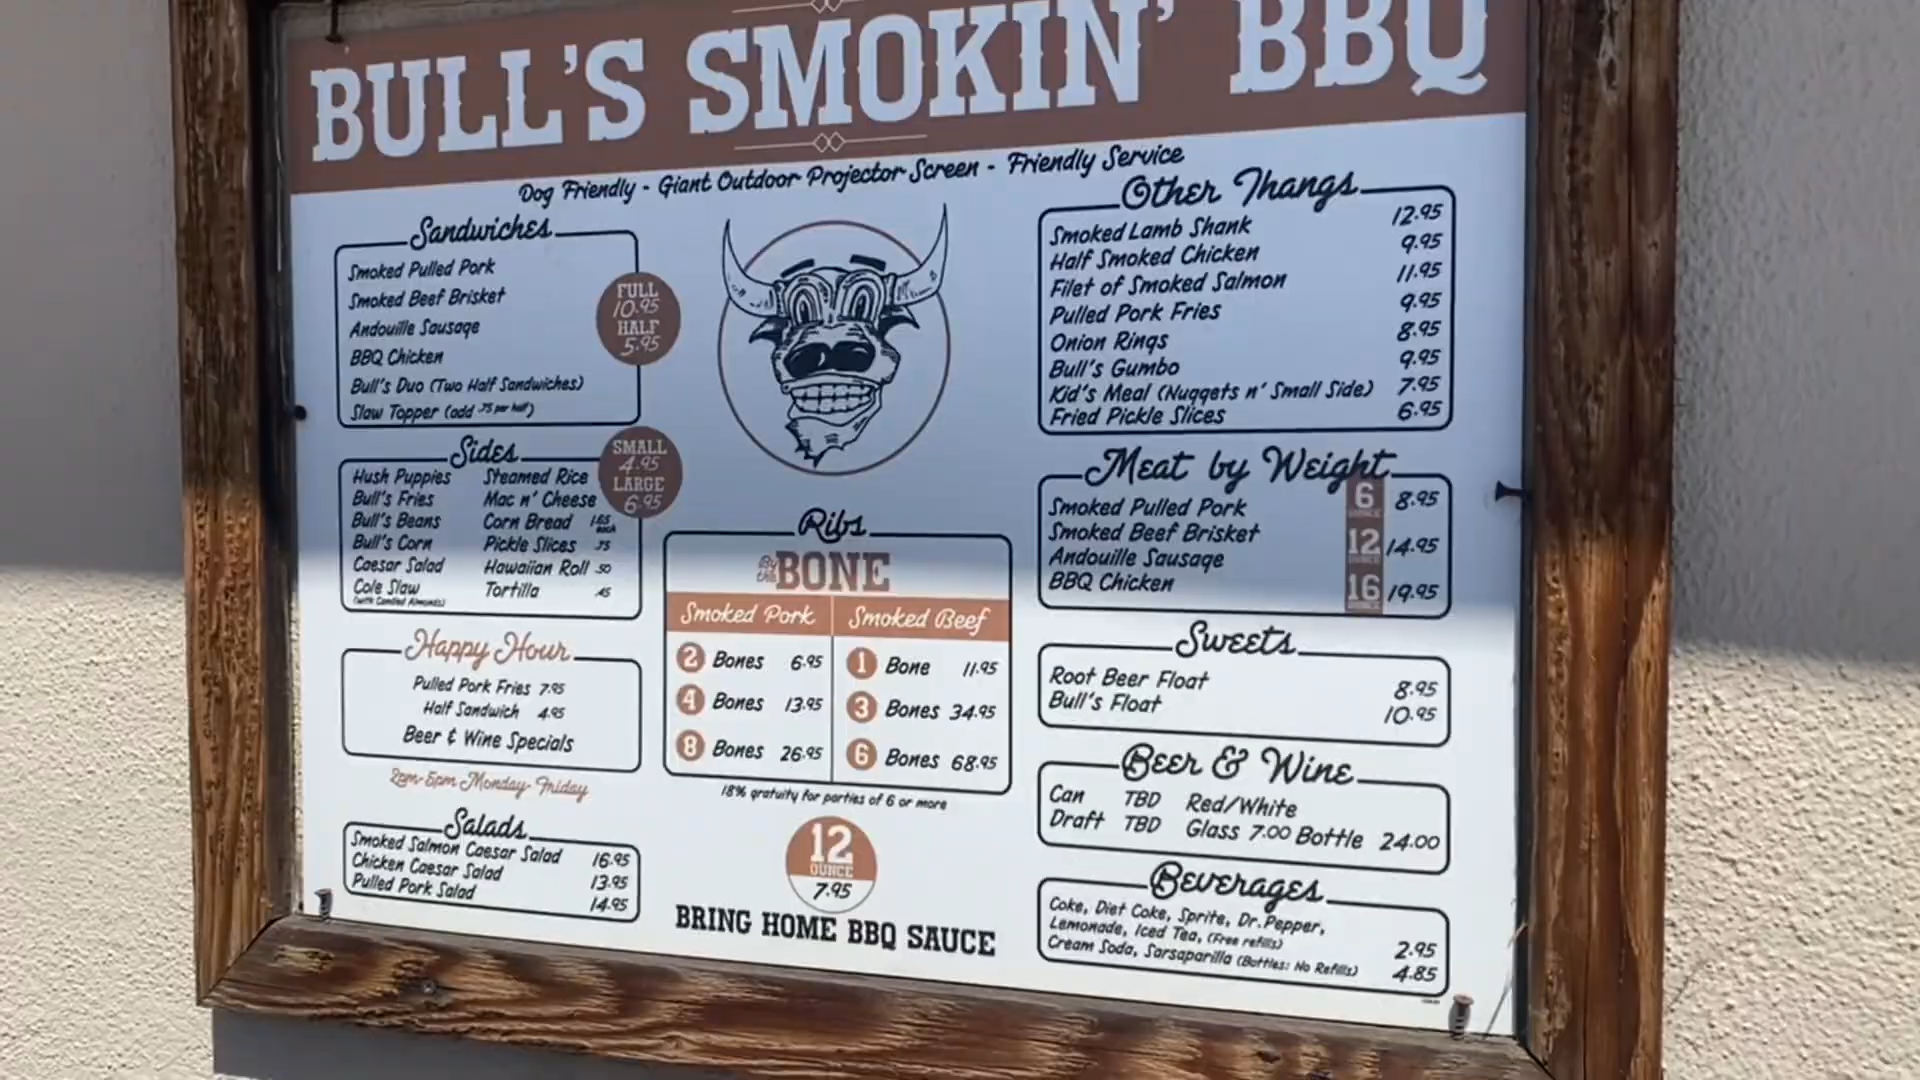 BULL'S SMOKIN' BBQ
Dog Friendly - Giant Outdoor Projector Screen - Friendly Service
Sandwiches
Smoked Pulled Pork
Smoked Beef Brisket
Andouille Sausage
BBQ Chicken
Bull's Duo (Two Half Sandwiches)
Slaw Topper (add .75 per half)
FULL
10.95
HALF
5.95
Sides
SMALL
4.95
LARGE
6.95
Hush Puppies Steamed Rice
Bull's Fries Mac n' Cheese
Bull's Beans Corn Bread
Bull's Corn Pickle Slices .75
Caesar Salad Hawaiian Roll .50
Cole Slaw Tortilla .45
(with Candied Almonds)
Happy Hour
Pulled Pork Fries 7.95
Half Sandwich 4.95
Beer & Wine Specials
2pm-5pm Monday-Friday
Salads
Smoked Salmon Caesar Salad 16.95
Chicken Caesar Salad 13.95
Pulled Pork Salad 14.95
Ribs
By the BONE
Smoked Pork Smoked Beef
2 Bones 6.95 1 Bone 11.95
4 Bones 13.95 3 Bones 34.95
8 Bones 26.95 6 Bones 68.95
18% gratuity for parties of 6 or more
12
OUNCE
7.95
BRING HOME BBQ SAUCE
Other Thangs
Smoked Lamb Shank 12.95
Half Smoked Chicken 9.95
Filet of Smoked Salmon 11.95
Pulled Pork Fries 9.95
Onion Rings 8.95
Bull's Gumbo 9.95
Kid's Meal (Nuggets n' Small Side) 7.95
Fried Pickle Slices 6.95
Meat by Weight
Smoked Pulled Pork
Smoked Beef Brisket
Andouille Sausage
BBQ Chicken
6 OUNCE 8.95
12 OUNCE 14.95
16 OUNCE 19.95
Sweets
Root Beer Float 8.95
Bull's Float 10.95
Beer & Wine
Can TBD Red/White
Draft TBD Glass 7.00 Bottle 24.00
Beverages
Coke, Diet Coke, Sprite, Dr.Pepper,
Lemonade, Iced Tea, (Free refills) 2.95
Cream Soda, Sarsaparilla (Bottles: No Refills) 4.85